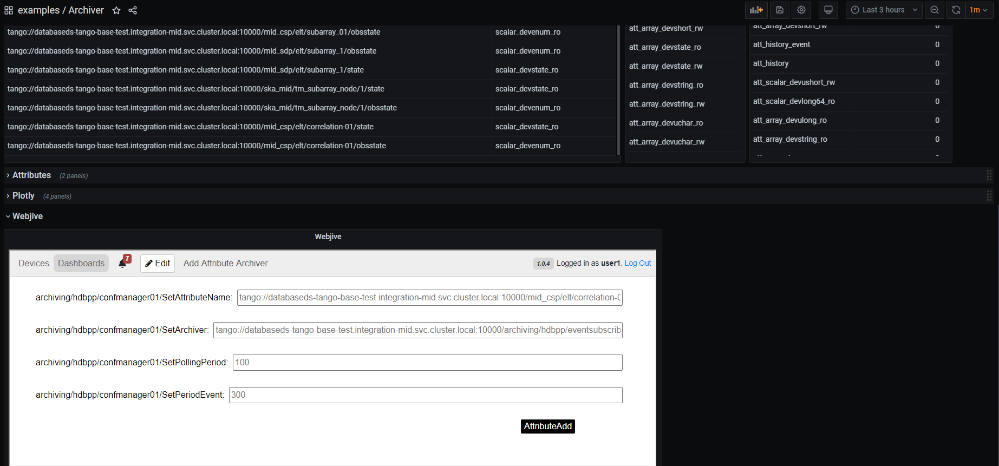 examples / Archiver
Last 3 hours
1m
tango://databaseds-tango-base-test.integration-mid.svc.cluster.local:10000/mid_csp/elt/subarray_01/obsstate scalar_devenum_ro
tango://databaseds-tango-base-test.integration-mid.svc.cluster.local:10000/mid_sdp/elt/subarray_1/obsstate scalar_devenum_ro
tango://databaseds-tango-base-test.integration-mid.svc.cluster.local:10000/mid_sdp/elt/subarray_1/state scalar_devstate_ro
tango://databaseds-tango-base-test.integration-mid.svc.cluster.local:10000/ska_mid/tm_subarray_node/1/state scalar_devstate_ro
tango://databaseds-tango-base-test.integration-mid.svc.cluster.local:10000/ska_mid/tm_subarray_node/1/obsstate scalar_devenum_ro
tango://databaseds-tango-base-test.integration-mid.svc.cluster.local:10000/mid_csp/elt/correlation-01/state scalar_devstate_ro
tango://databaseds-tango-base-test.integration-mid.svc.cluster.local:10000/mid_csp/elt/correlation-01/obsstate scalar_devenum_ro
att_array_devshort_rw
att_array_devstate_ro
att_array_devstate_rw
att_array_devstring_ro
att_array_devstring_rw
att_array_devuchar_ro
att_array_devuchar_rw
att_array_devshort_rw 0
att_history_event 0
att_history 0
att_scalar_devushort_rw 0
att_scalar_devlong64_ro 0
att_array_devulong_ro 0
att_array_devstring_ro 0
Attributes (2 panels)
Plotly (4 panels)
Webjive
Webjive
Devices Dashboards 7 Edit Add Attribute Archiver 1.0.4 Logged in as user1. Log Out
archiving/hdbpp/confmanager01/SetAttributeName: tango://databaseds-tango-base-test.integration-mid.svc.cluster.local:10000/mid_csp/elt/correlation-0
archiving/hdbpp/confmanager01/SetArchiver: tango://databaseds-tango-base-test.integration-mid.svc.cluster.local:10000/archiving/hdbpp/eventsubscrib
archiving/hdbpp/confmanager01/SetPollingPeriod: 100
archiving/hdbpp/confmanager01/SetPeriodEvent: 300
AttributeAdd